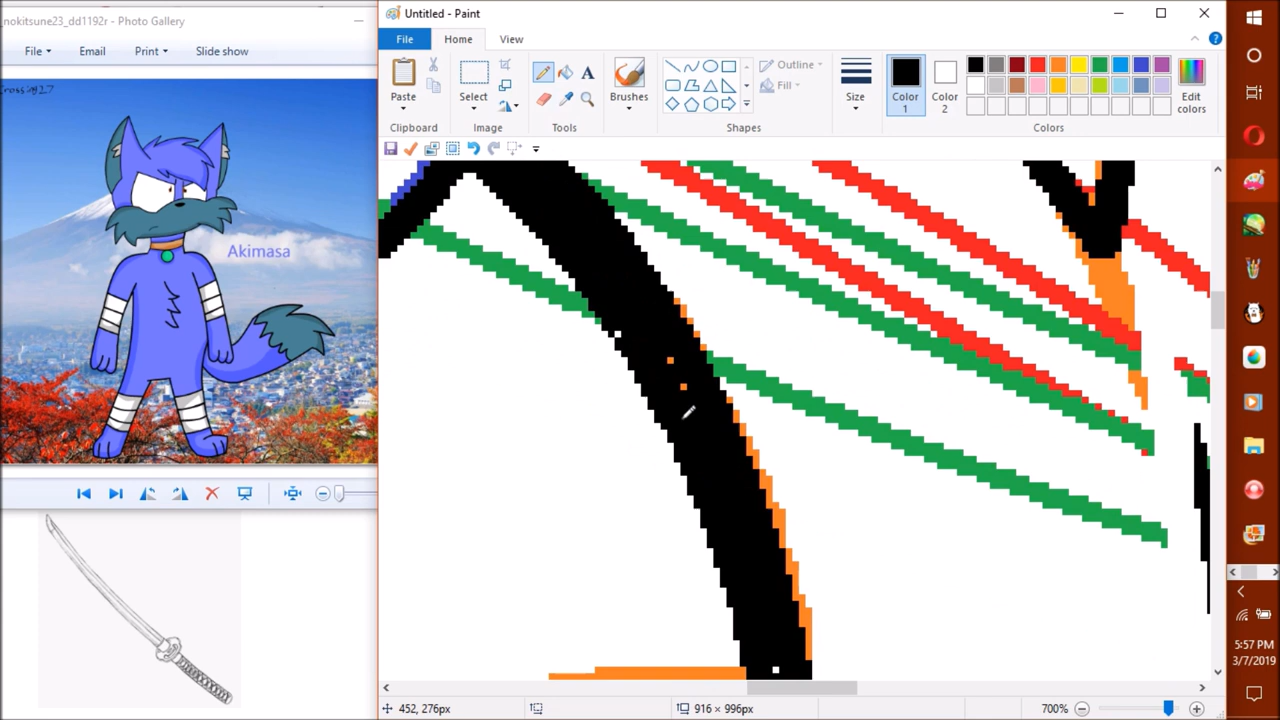 _nokitsune23_dd1192r - Photo Gallery
File Email Print Slide show
Crossing27
Akimasa
Untitled - Paint
File Home View
Paste
Select
Brushes
Outline
Fill
Size
Color 1
Color 2
Edit colors
Clipboard Image Tools Shapes Colors
452, 276px
916 × 996px
700%
5:57 PM
3/7/2019